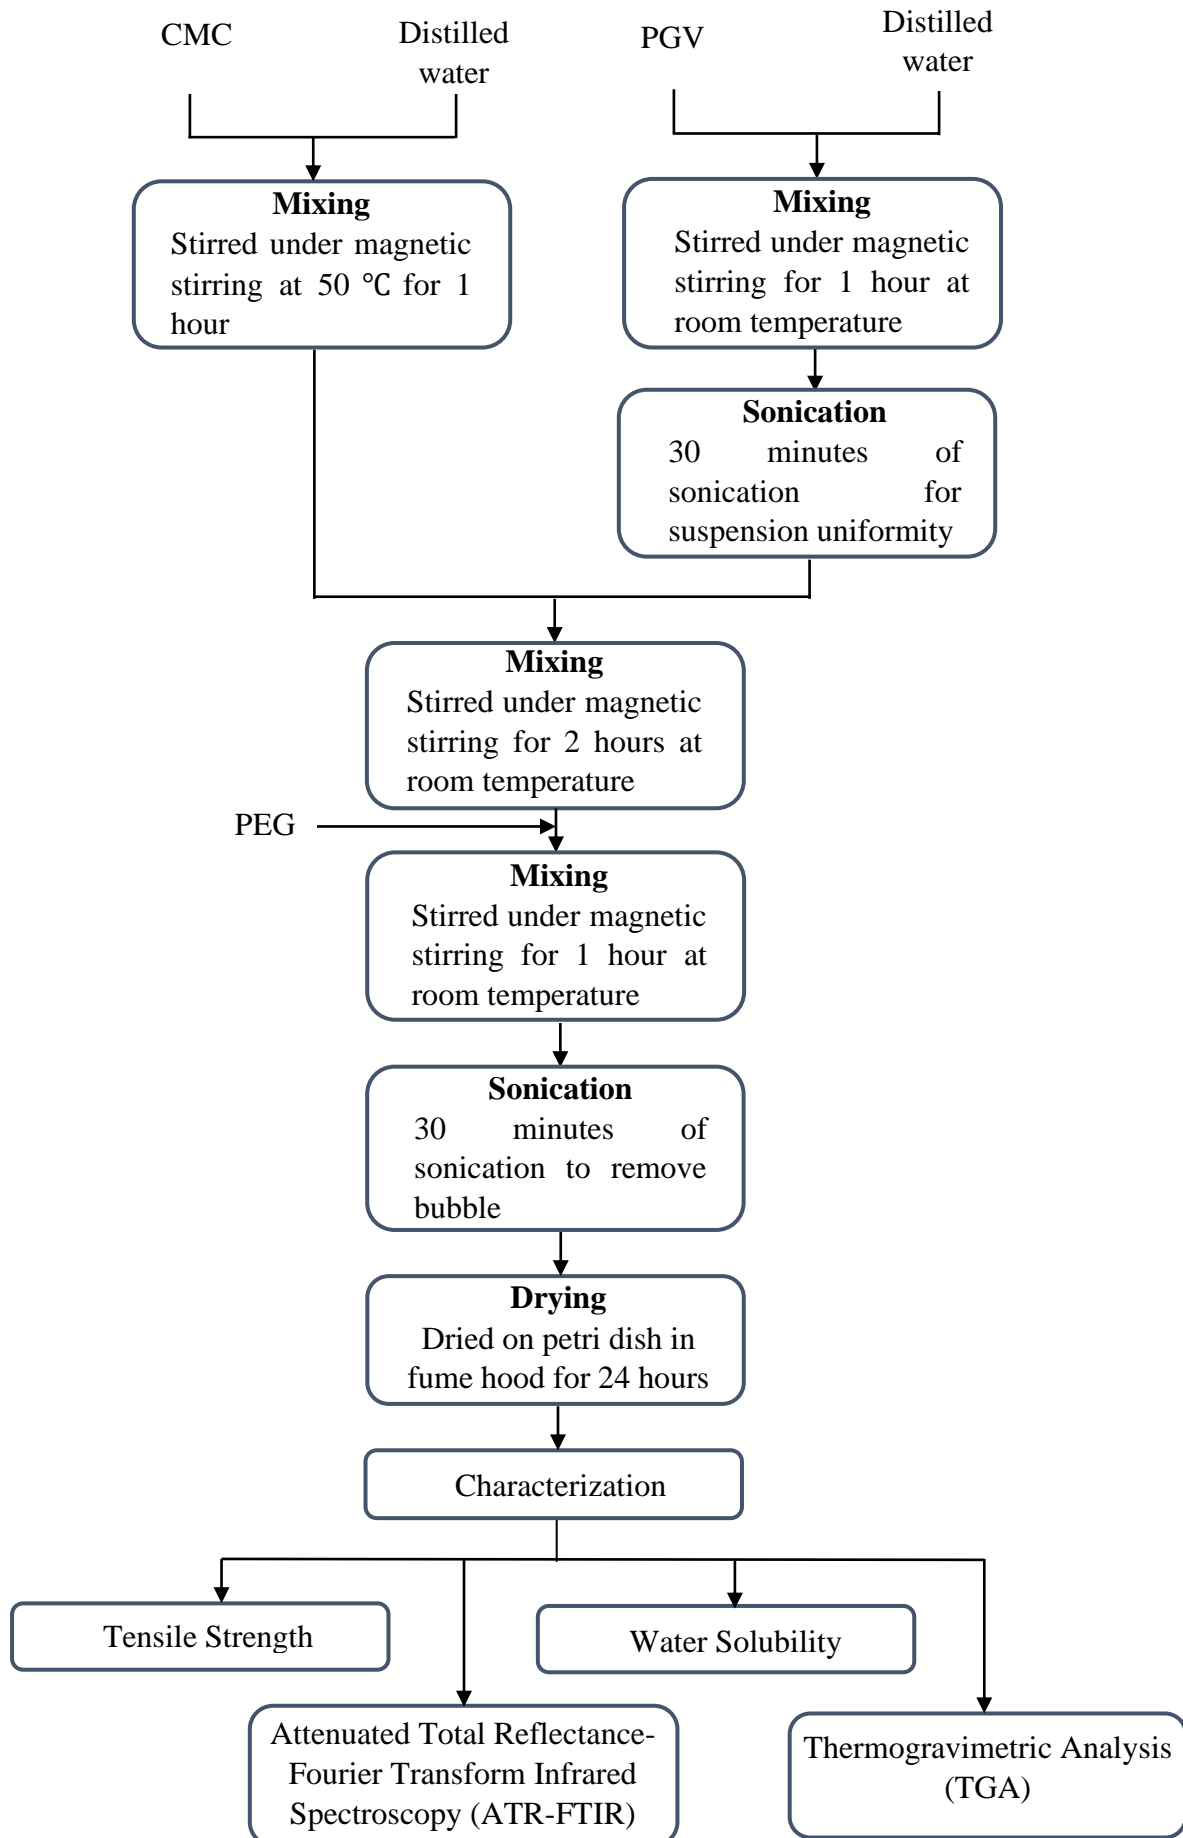 CMC
Distilled
water
PGV
Distilled
water
Mixing
Stirred under magnetic
stirring at 50 ℃ for 1
hour
Mixing
Stirred under magnetic
stirring for 1 hour at
room temperature
Sonication
30 minutes of
sonication for
suspension uniformity
Mixing
Stirred under magnetic
stirring for 2 hours at
room temperature
PEG
Mixing
Stirred under magnetic
stirring for 1 hour at
room temperature
Sonication
30 minutes of
sonication to remove
bubble
Drying
Dried on petri dish in
fume hood for 24 hours
Characterization
Tensile Strength
Water Solubility
Attenuated Total Reflectance-
Fourier Transform Infrared
Spectroscopy (ATR-FTIR)
Thermogravimetric Analysis
(TGA)